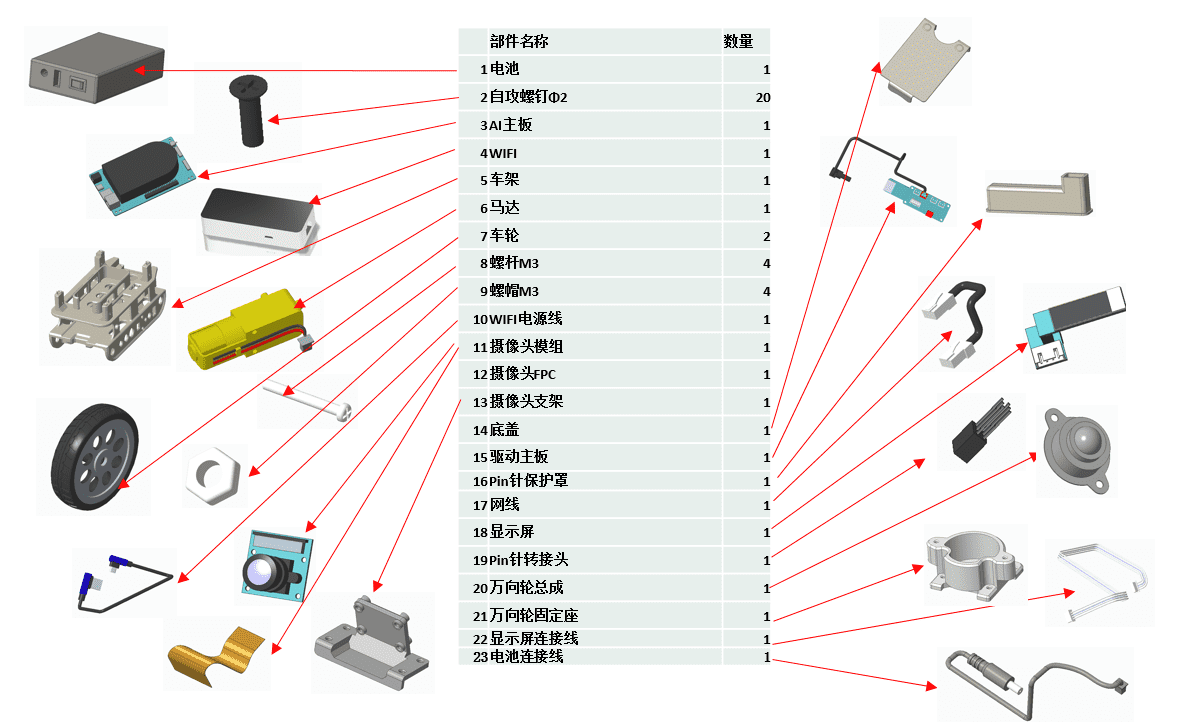 部件名称 数量
1 电池 1
2 自攻螺钉Φ2 20
3 AI主板 1
4 WIFI 1
5 车架 1
6 马达 1
7 车轮 2
8 螺杆M3 4
9 螺帽M3 4
10 WIFI电源线 1
11 摄像头模组 1
12 摄像头FPC 1
13 摄像头支架 1
14 底盖 1
15 驱动主板 1
16 Pin针保护罩 1
17 网线 1
18 显示屏 1
19 Pin针转接头 1
20 万向轮总成 1
21 万向轮固定座 1
22 显示屏连接线 1
23 电池连接线 1